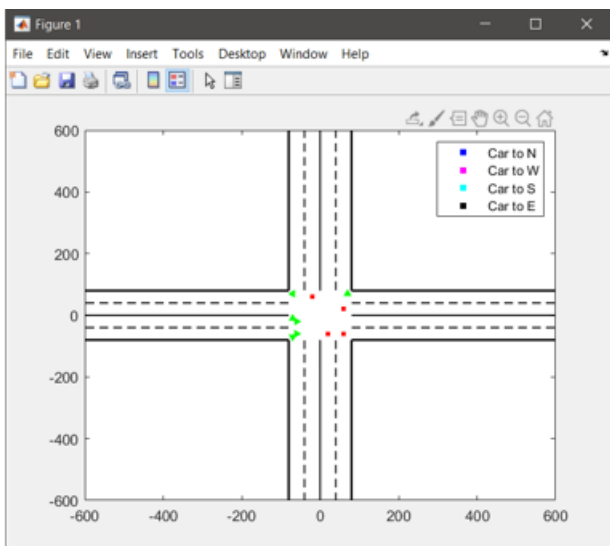 Figure 1
File Edit View Insert Tools Desktop Window Help
600
Car to N
Car to W
Car to S
Car to E
400
200
0
-200
-400
-600
-600 -400 -200 0 200 400 600